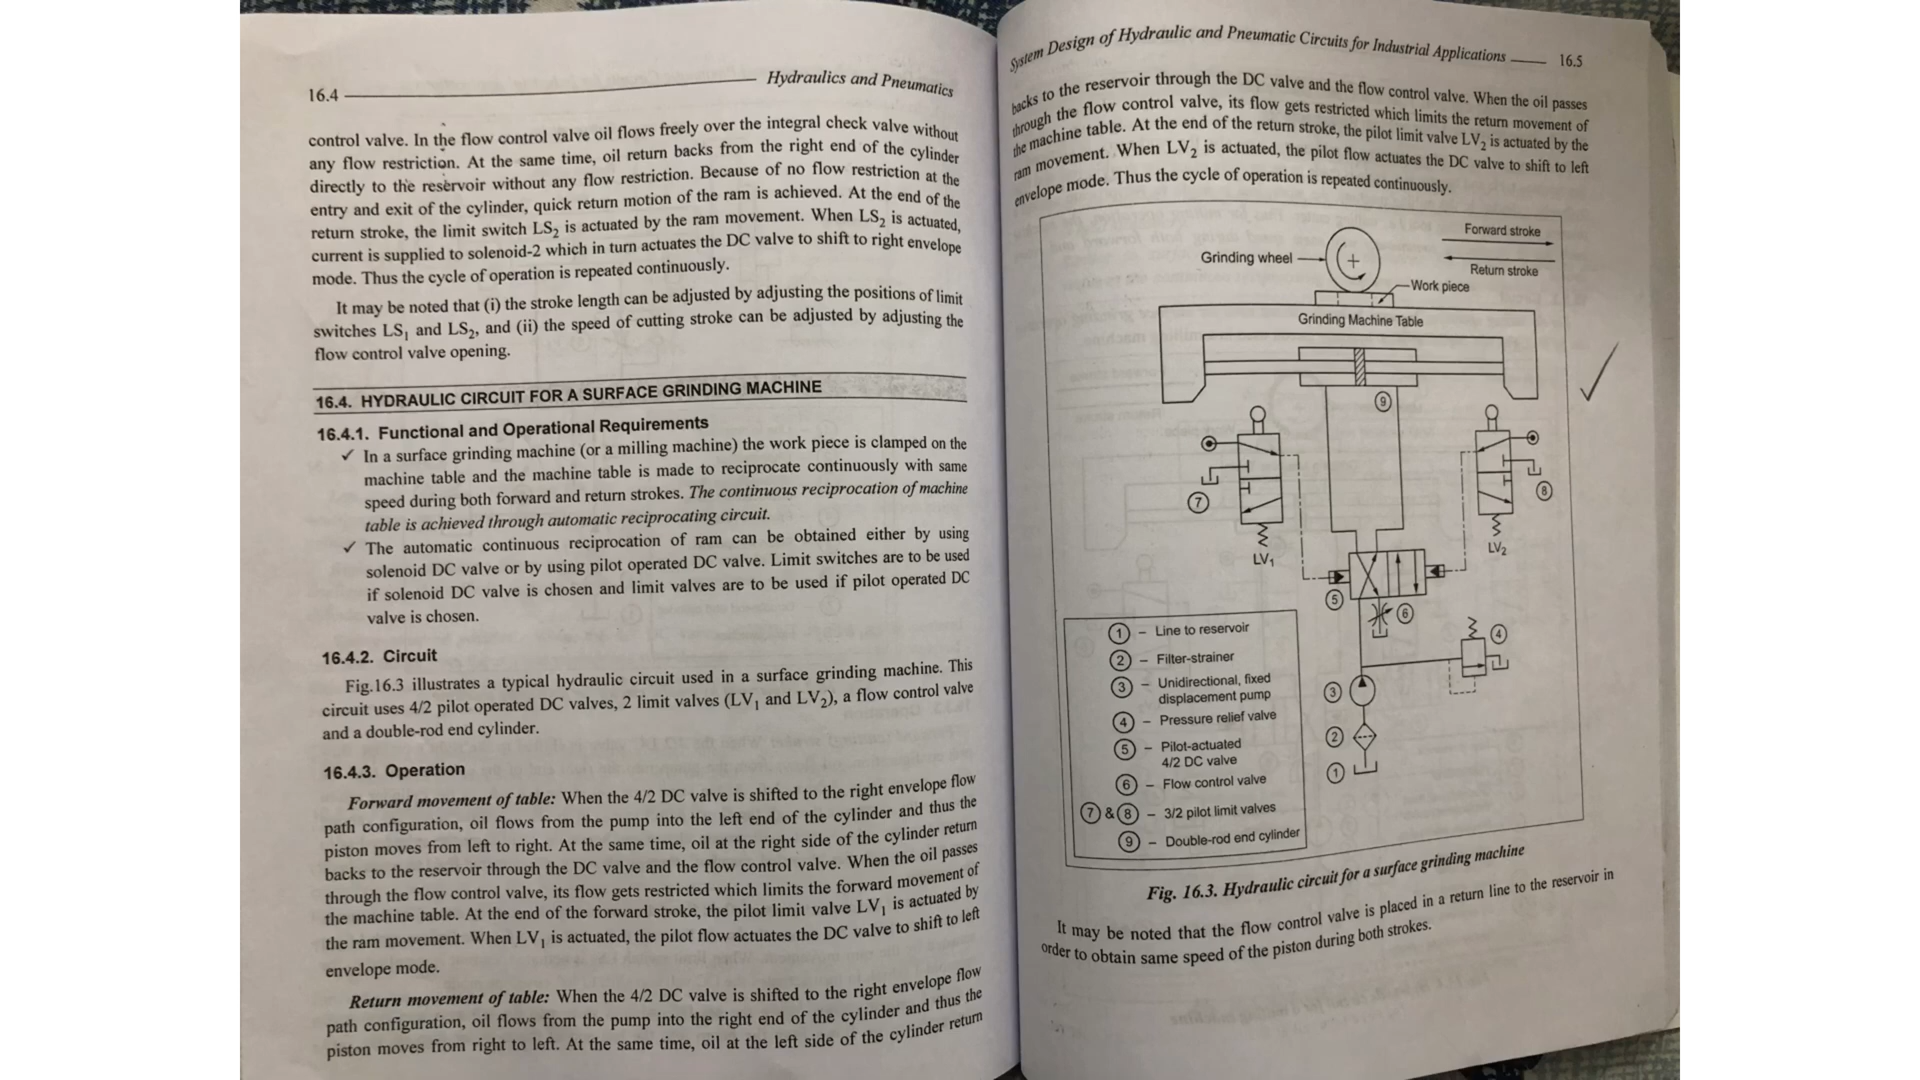 16.4 Hydraulics and Pneumatics
control valve. In the flow control valve oil flows freely over the integral check valve without
any flow restriction. At the same time, oil return backs from the right end of the cylinder
directly to the reservoir without any flow restriction. Because of no flow restriction at the
entry and exit of the cylinder, quick return motion of the ram is achieved. At the end of the
return stroke, the limit switch LS₂ is actuated by the ram movement. When LS₂ is actuated,
current is supplied to solenoid-2 which in turn actuates the DC valve to shift to right envelope
mode. Thus the cycle of operation is repeated continuously.
It may be noted that (i) the stroke length can be adjusted by adjusting the positions of limit
switches LS₁ and LS₂, and (ii) the speed of cutting stroke can be adjusted by adjusting the
flow control valve opening.
16.4. HYDRAULIC CIRCUIT FOR A SURFACE GRINDING MACHINE
16.4.1. Functional and Operational Requirements
✓ In a surface grinding machine (or a milling machine) the work piece is clamped on the
machine table and the machine table is made to reciprocate continuously with same
speed during both forward and return strokes. The continuous reciprocation of machine
table is achieved through automatic reciprocating circuit.
✓ The automatic continuous reciprocation of ram can be obtained either by using
solenoid DC valve or by using pilot operated DC valve. Limit switches are to be used
if solenoid DC valve is chosen and limit valves are to be used if pilot operated DC
valve is chosen.
16.4.2. Circuit
Fig.16.3 illustrates a typical hydraulic circuit used in a surface grinding machine. This
circuit uses 4/2 pilot operated DC valves, 2 limit valves (LV₁ and LV₂), a flow control valve
and a double-rod end cylinder.
16.4.3. Operation
Forward movement of table: When the 4/2 DC valve is shifted to the right envelope flow
path configuration, oil flows from the pump into the left end of the cylinder and thus the
piston moves from left to right. At the same time, oil at the right side of the cylinder return
backs to the reservoir through the DC valve and the flow control valve. When the oil passes
through the flow control valve, its flow gets restricted which limits the forward movement of
the machine table. At the end of the forward stroke, the pilot limit valve LV₁ is actuated by
the ram movement. When LV₁ is actuated, the pilot flow actuates the DC valve to shift to left
envelope mode.
Return movement of table: When the 4/2 DC valve is shifted to the right envelope flow
path configuration, oil flows from the pump into the right end of the cylinder and thus the
piston moves from right to left. At the same time, oil at the left side of the cylinder return
System Design of Hydraulic and Pneumatic Circuits for Industrial Applications 16.5
backs to the reservoir through the DC valve and the flow control valve. When the oil passes
through the flow control valve, its flow gets restricted which limits the return movement of
the machine table. At the end of the return stroke, the pilot limit valve LV₂ is actuated by the
ram movement. When LV₂ is actuated, the pilot flow actuates the DC valve to shift to left
envelope mode. Thus the cycle of operation is repeated continuously.
Forward stroke
Grinding wheel
Return stroke
Work piece
Grinding Machine Table
9
7
8
LV₁
LV₂
5
6
4
3
2
1
1 – Line to reservoir
2 – Filter-strainer
3 – Unidirectional, fixed
displacement pump
4 – Pressure relief valve
5 – Pilot-actuated
4/2 DC valve
6 – Flow control valve
7 & 8 – 3/2 pilot limit valves
9 – Double-rod end cylinder
Fig. 16.3. Hydraulic circuit for a surface grinding machine
It may be noted that the flow control valve is placed in a return line to the reservoir in
order to obtain same speed of the piston during both strokes.